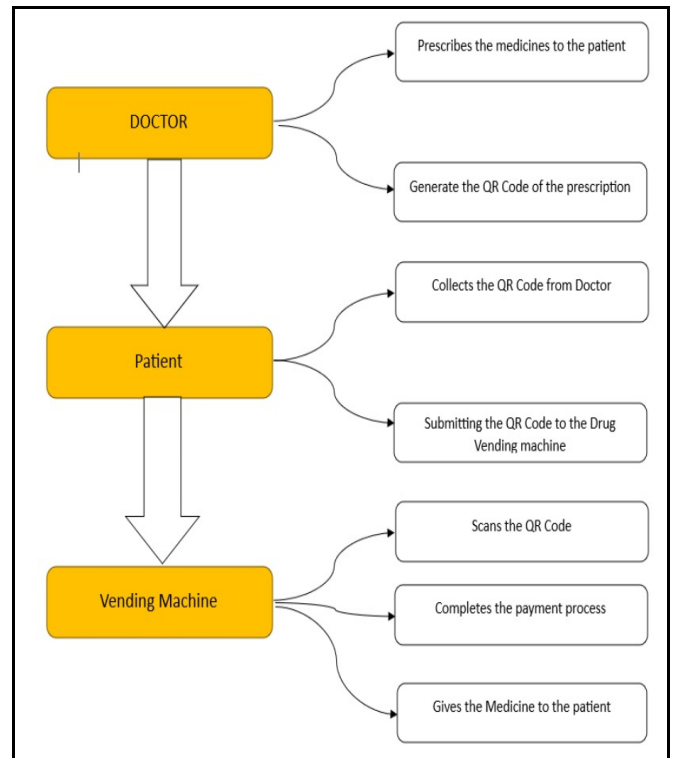 Prescribes the medicines to the patient
DOCTOR
Generate the QR Code of the prescription
Collects the QR Code from Doctor
Patient
Submitting the QR Code to the Drug
Vending machine
Scans the QR Code
Vending Machine
Completes the payment process
Gives the Medicine to the patient